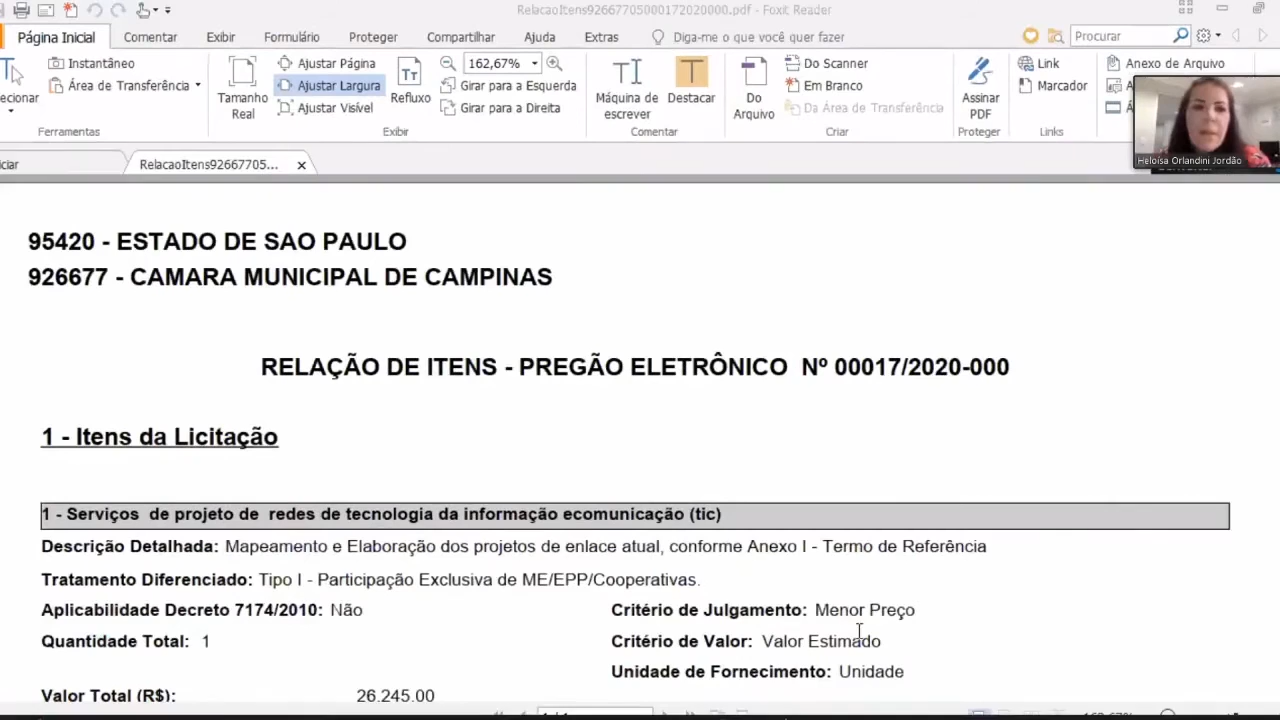 RelacaoItens92667705000172020000.pdf - Foxit Reader
Página Inicial Comentar Exibir Formulário Proteger Compartilhar Ajuda Extras Diga-me o que você quer fazer Procurar
ecionar
Instantâneo
Área de Transferência
Ferramentas
Tamanho Real
Ajustar Página
Ajustar Largura
Ajustar Visível
Refluxo
162,67%
Girar para a Esquerda
Girar para a Direita
Exibir
Máquina de escrever
Destacar
Comentar
Do Arquivo
Do Scanner
Em Branco
Da Área de Transferência
Criar
Assinar PDF
Proteger
Link
Marcador
Links
Anexo de Arquivo
Heloísa Orlandini Jordão
ciar
RelacaoItens92667705...
95420 - ESTADO DE SAO PAULO
926677 - CAMARA MUNICIPAL DE CAMPINAS
RELAÇÃO DE ITENS - PREGÃO ELETRÔNICO Nº 00017/2020-000
1 - Itens da Licitação
1 - Serviços de projeto de redes de tecnologia da informação ecomunicação (tic)
Descrição Detalhada: Mapeamento e Elaboração dos projetos de enlace atual, conforme Anexo I - Termo de Referência
Tratamento Diferenciado: Tipo I - Participação Exclusiva de ME/EPP/Cooperativas.
Aplicabilidade Decreto 7174/2010: Não Critério de Julgamento: Menor Preço
Quantidade Total: 1 Critério de Valor: Valor Estimado
Unidade de Fornecimento: Unidade
Valor Total (R$): 26.245,00